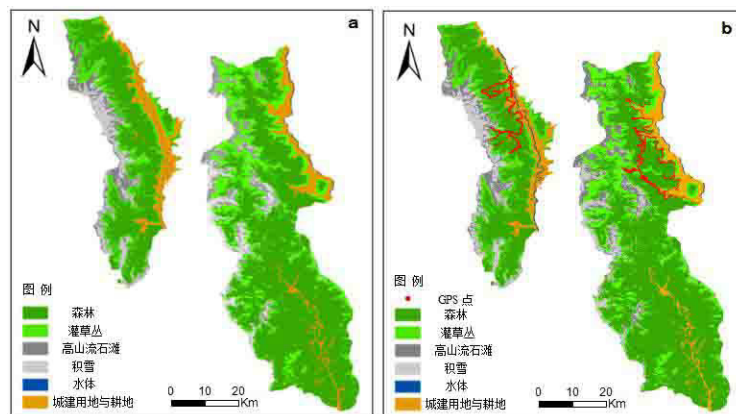 a
N
图 例
森林
灌草丛
高山流石滩
积雪
水体
城建用地与耕地
0 10 20
Km
b
N
图 例
GPS 点
森林
灌草丛
高山流石滩
积雪
水体
城建用地与耕地
0 10 20
Km